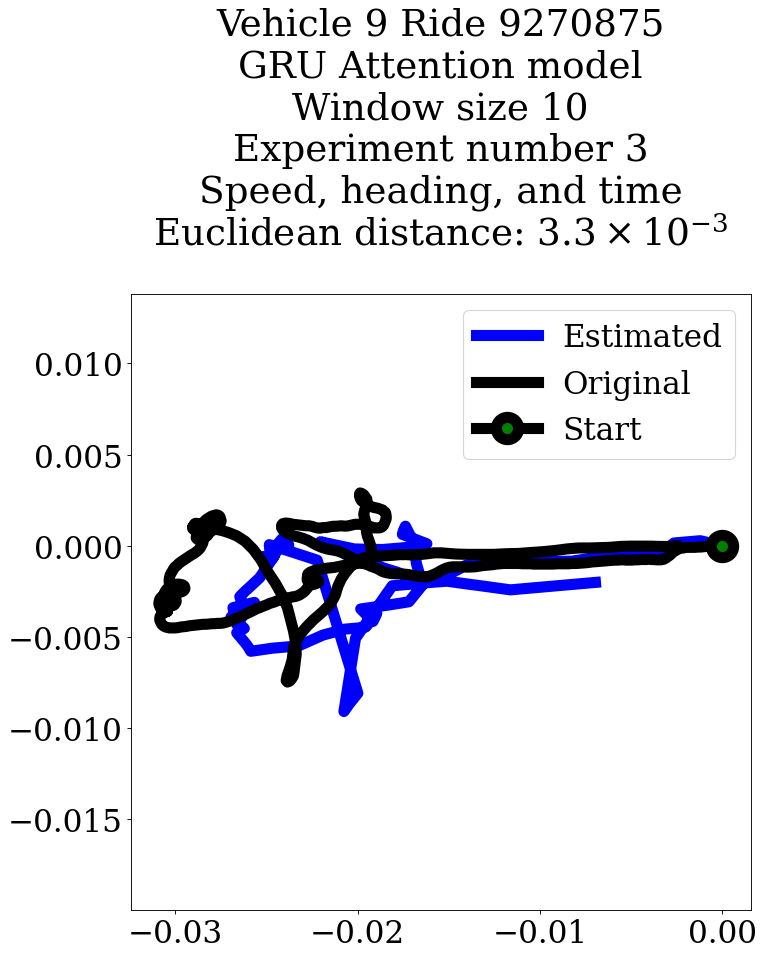 Vehicle 9 Ride 9270875
GRU Attention model
Window size 10
Experiment number 3
Speed, heading, and time
Euclidean distance: 3.3 × 10⁻³
Estimated
Original
Start
0.010
0.005
0.000
−0.005
−0.010
−0.015
−0.03 −0.02 −0.01 0.00